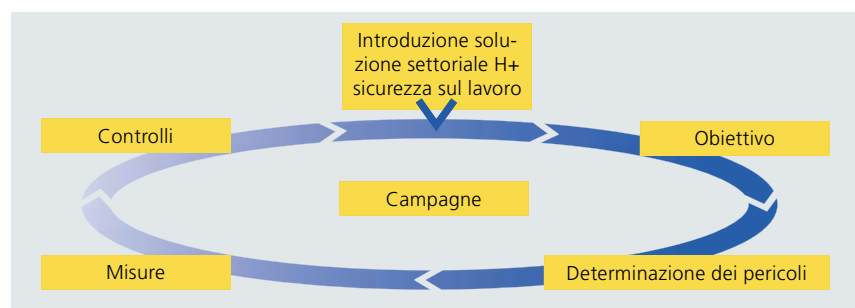 Introduzione solu-
zione settoriale H+
sicurezza sul lavoro
Controlli
Obiettivo
Campagne
Misure
Determinazione dei pericoli